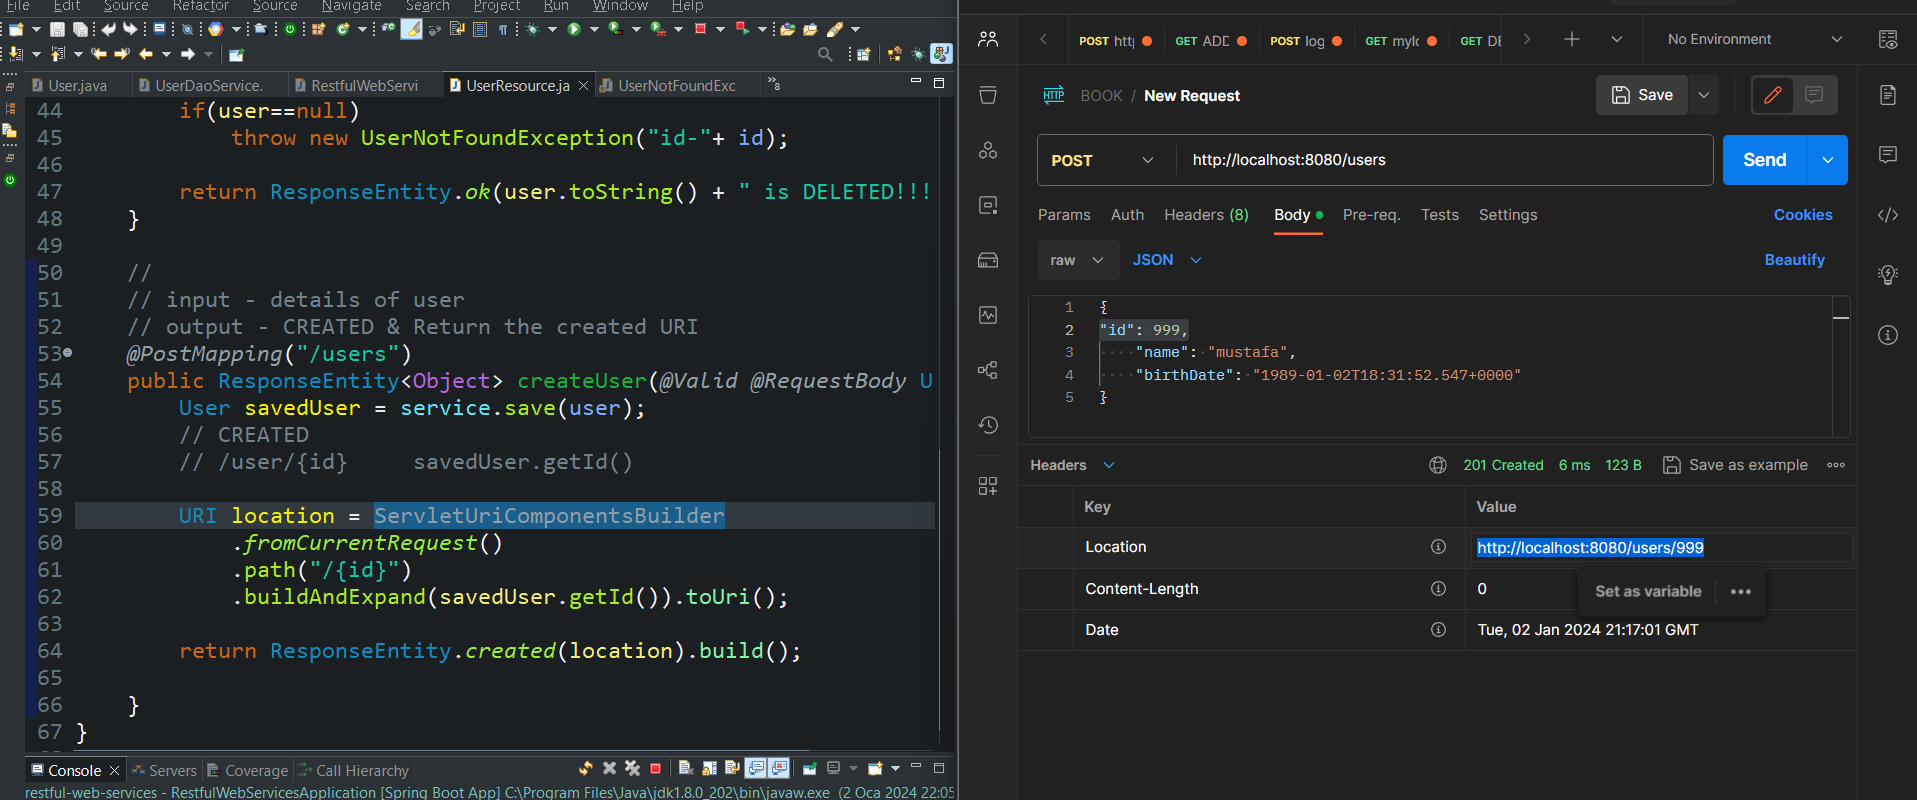 File Edit Source Refactor Source Navigate Search Project Run Window Help
User.java UserDaoService. RestfulWebServi UserResource.ja UserNotFoundExc »8
44 if(user==null)
45 throw new UserNotFoundException("id-"+ id);
46
47 return ResponseEntity.ok(user.toString() + " is DELETED!!!
48 }
49
50 //
51 // input - details of user
52 // output - CREATED & Return the created URI
53 @PostMapping("/users")
54 public ResponseEntity<Object> createUser(@Valid @RequestBody U
55 User savedUser = service.save(user);
56 // CREATED
57 // /user/{id} savedUser.getId()
58
59 URI location = ServletUriComponentsBuilder
60 .fromCurrentRequest()
61 .path("/{id}")
62 .buildAndExpand(savedUser.getId()).toUri();
63
64 return ResponseEntity.created(location).build();
65
66 }
67 }
Console Servers Coverage Call Hierarchy
restful-web-services - RestfulWebServicesApplication [Spring Boot App] C:\Program Files\Java\jdk1.8.0_202\bin\javaw.exe (2 Oca 2024 22:05
POST htt GET ADD POST log GET mylo GET DE No Environment
HTTP BOOK / New Request Save
POST http://localhost:8080/users Send
Params Auth Headers (8) Body Pre-req. Tests Settings Cookies
raw JSON Beautify
1 {
2 "id": 999,
3 "name": "mustafa",
4 "birthDate": "1989-01-02T18:31:52.547+0000"
5 }
Headers 201 Created 6 ms 123 B Save as example
Key Value
Location http://localhost:8080/users/999
Content-Length 0
Set as variable
Date Tue, 02 Jan 2024 21:17:01 GMT